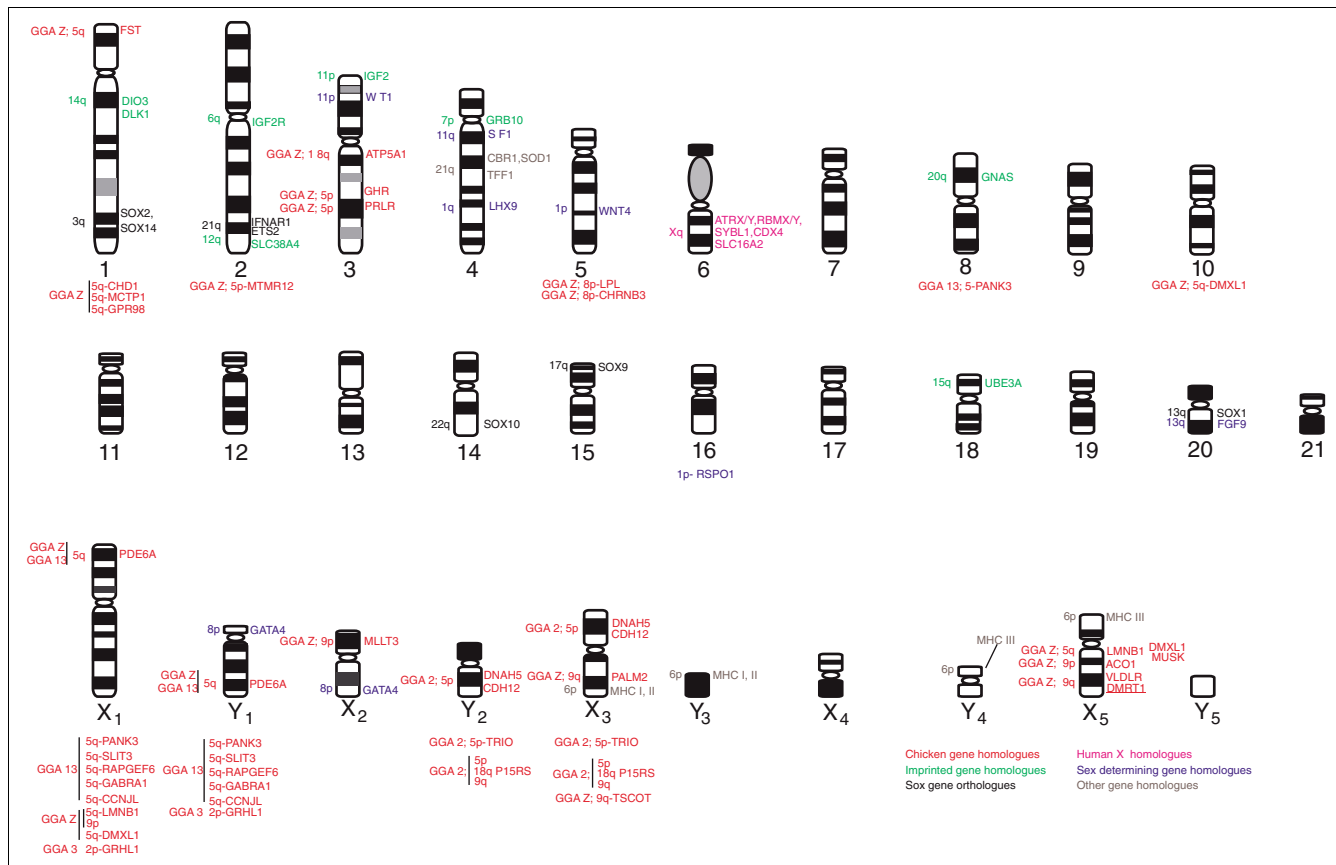 GGA Z; 5q FST
14q DIO3
DLK1
3q SOX2,
SOX14
1
GGA Z 5q-CHD1
5q-MCTP1
5q-GPR98
6q IGF2R
21q IFNAR1
ETS2
12q SLC38A4
2
GGA Z; 5p-MTMR12
11p IGF2
11p W T1
GGA Z; 1 8q ATP5A1
GGA Z; 5p GHR
GGA Z; 5p PRLR
3
7p GRB10
11q S F1
21q CBR1,SOD1
TFF1
1q LHX9
4
1p WNT4
5
GGA Z; 8p-LPL
GGA Z; 8p-CHRNB3
Xq ATRX/Y,RBMX/Y,
SYBL1,CDX4
SLC16A2
6
7
20q GNAS
8
GGA 13; 5-PANK3
9
10
GGA Z; 5q-DMXL1
11
12
13
22q SOX10
14
17q SOX9
15
16
1p- RSPO1
17
15q UBE3A
18
19
13q SOX1
13q FGF9
20
21
GGA Z
GGA 13 5q PDE6A
X1
GGA 13 5q-PANK3
5q-SLIT3
5q-RAPGEF6
5q-GABRA1
5q-CCNJL
GGA Z 5q-LMNB1
9p
5q-DMXL1
GGA 3 2p-GRHL1
8p GATA4
GGA Z
GGA 13 5q PDE6A
Y1
GGA 13 5q-PANK3
5q-SLIT3
5q-RAPGEF6
5q-GABRA1
5q-CCNJL
GGA 3 2p-GRHL1
GGA Z; 9p MLLT3
8p GATA4
X2
GGA 2; 5p DNAH5
CDH12
Y2
GGA 2; 5p-TRIO
GGA 2; 5p
18q P15RS
9q
GGA 2; 5p DNAH5
CDH12
GGA Z; 9q PALM2
6p MHC I, II
X3
GGA 2; 5p-TRIO
GGA 2; 5p
18q P15RS
9q
GGA Z; 9q-TSCOT
6p MHC I, II
Y3
X4
MHC III
6p
Y4
6p MHC III
GGA Z; 5q LMNB1 DMXL1
MUSK
GGA Z; 9p ACO1
GGA Z; 9q VLDLR
DMRT1
X5
Y5
Chicken gene homologues
Imprinted gene homologues
Sox gene orthologues
Human X homologues
Sex determining gene homologues
Other gene homologues